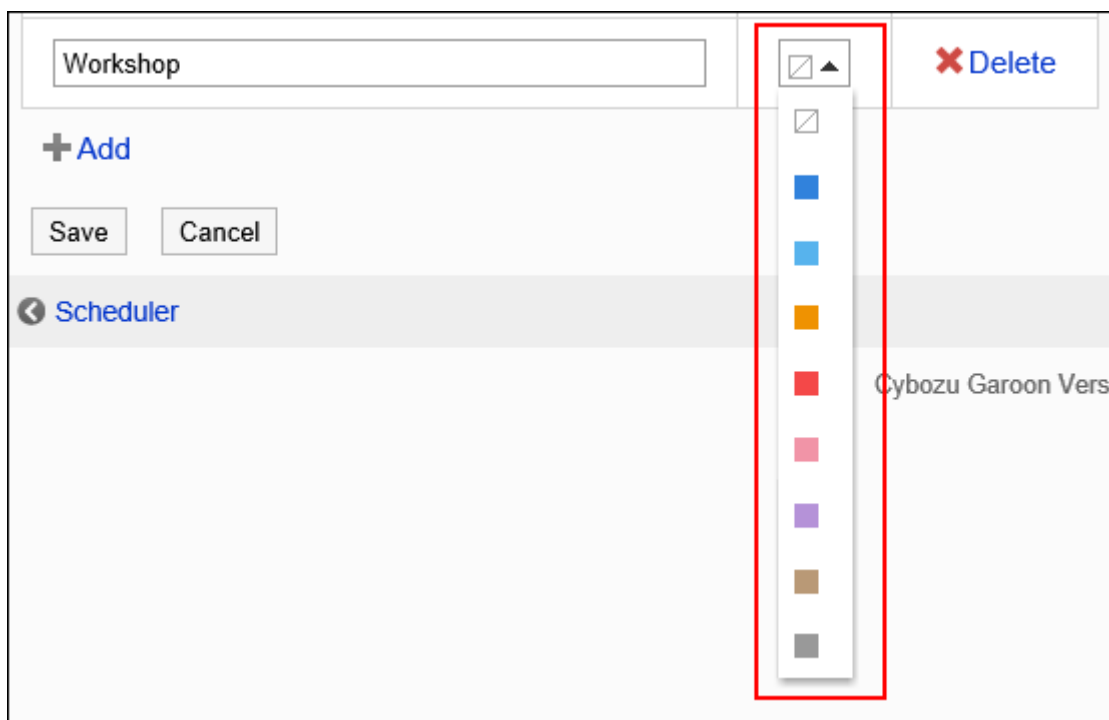 Workshop
Delete
Add
Save
Cancel
Scheduler
Cybozu Garoon Vers